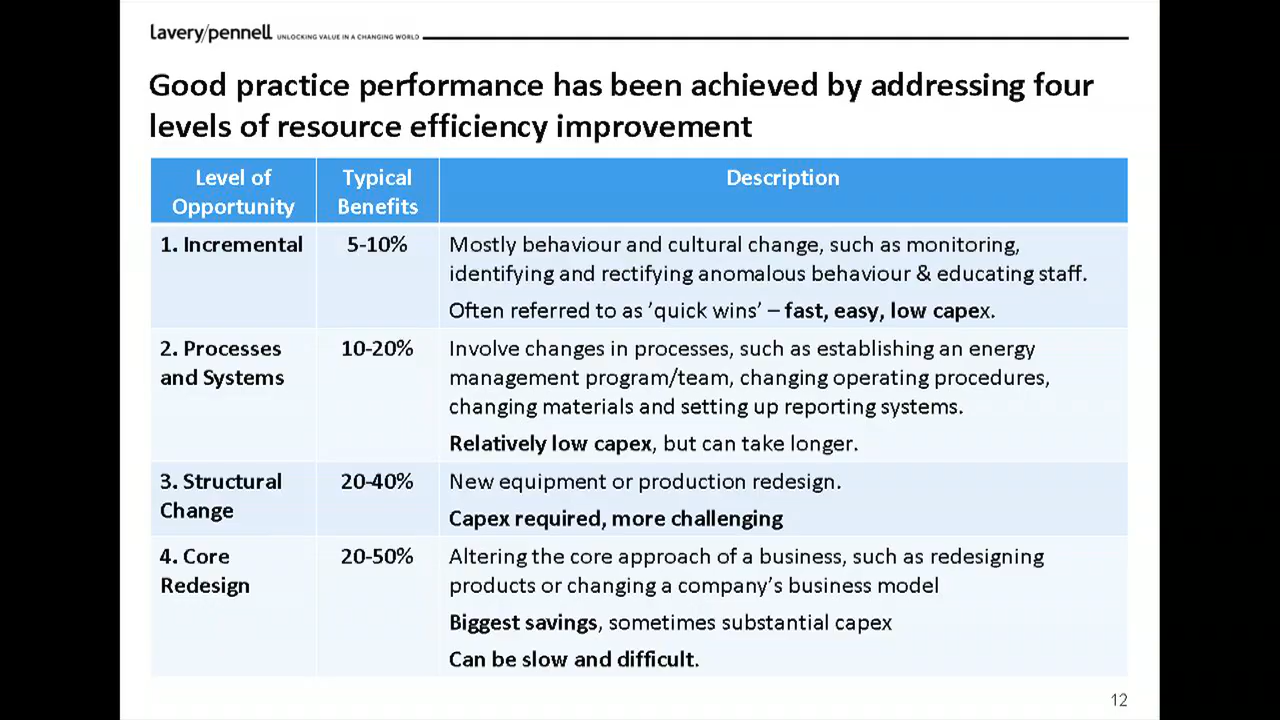 lavery/pennell UNLOCKING VALUE IN A CHANGING WORLD
Good practice performance has been achieved by addressing four
levels of resource efficiency improvement
Level of
Opportunity
Typical
Benefits
Description
1. Incremental
5-10%
Mostly behaviour and cultural change, such as monitoring,
identifying and rectifying anomalous behaviour & educating staff.
Often referred to as ’quick wins’ – fast, easy, low capex.
2. Processes
and Systems
10-20%
Involve changes in processes, such as establishing an energy
management program/team, changing operating procedures,
changing materials and setting up reporting systems.
Relatively low capex, but can take longer.
3. Structural
Change
20-40%
New equipment or production redesign.
Capex required, more challenging
4. Core
Redesign
20-50%
Altering the core approach of a business, such as redesigning
products or changing a company’s business model
Biggest savings, sometimes substantial capex
Can be slow and difficult.
12